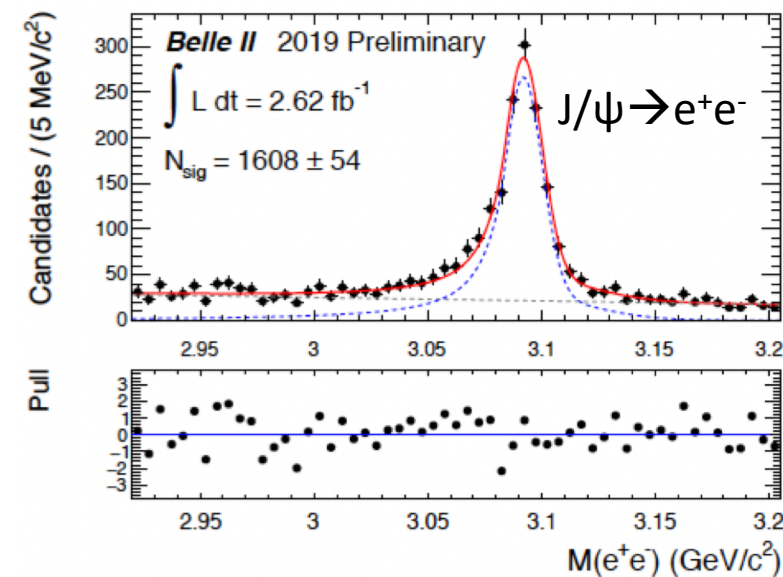 Candidates / (5 MeV/c²)
300
250
200
150
100
50
0
Belle II 2019 Preliminary
∫ L dt = 2.62 fb⁻¹
N_sig = 1608 ± 54
J/ψ→e⁺e⁻
2.95 3 3.05 3.1 3.15 3.2
Pull
3
2
1
0
−1
−2
−3
2.95 3 3.05 3.1 3.15 3.2
M(e⁺e⁻) (GeV/c²)